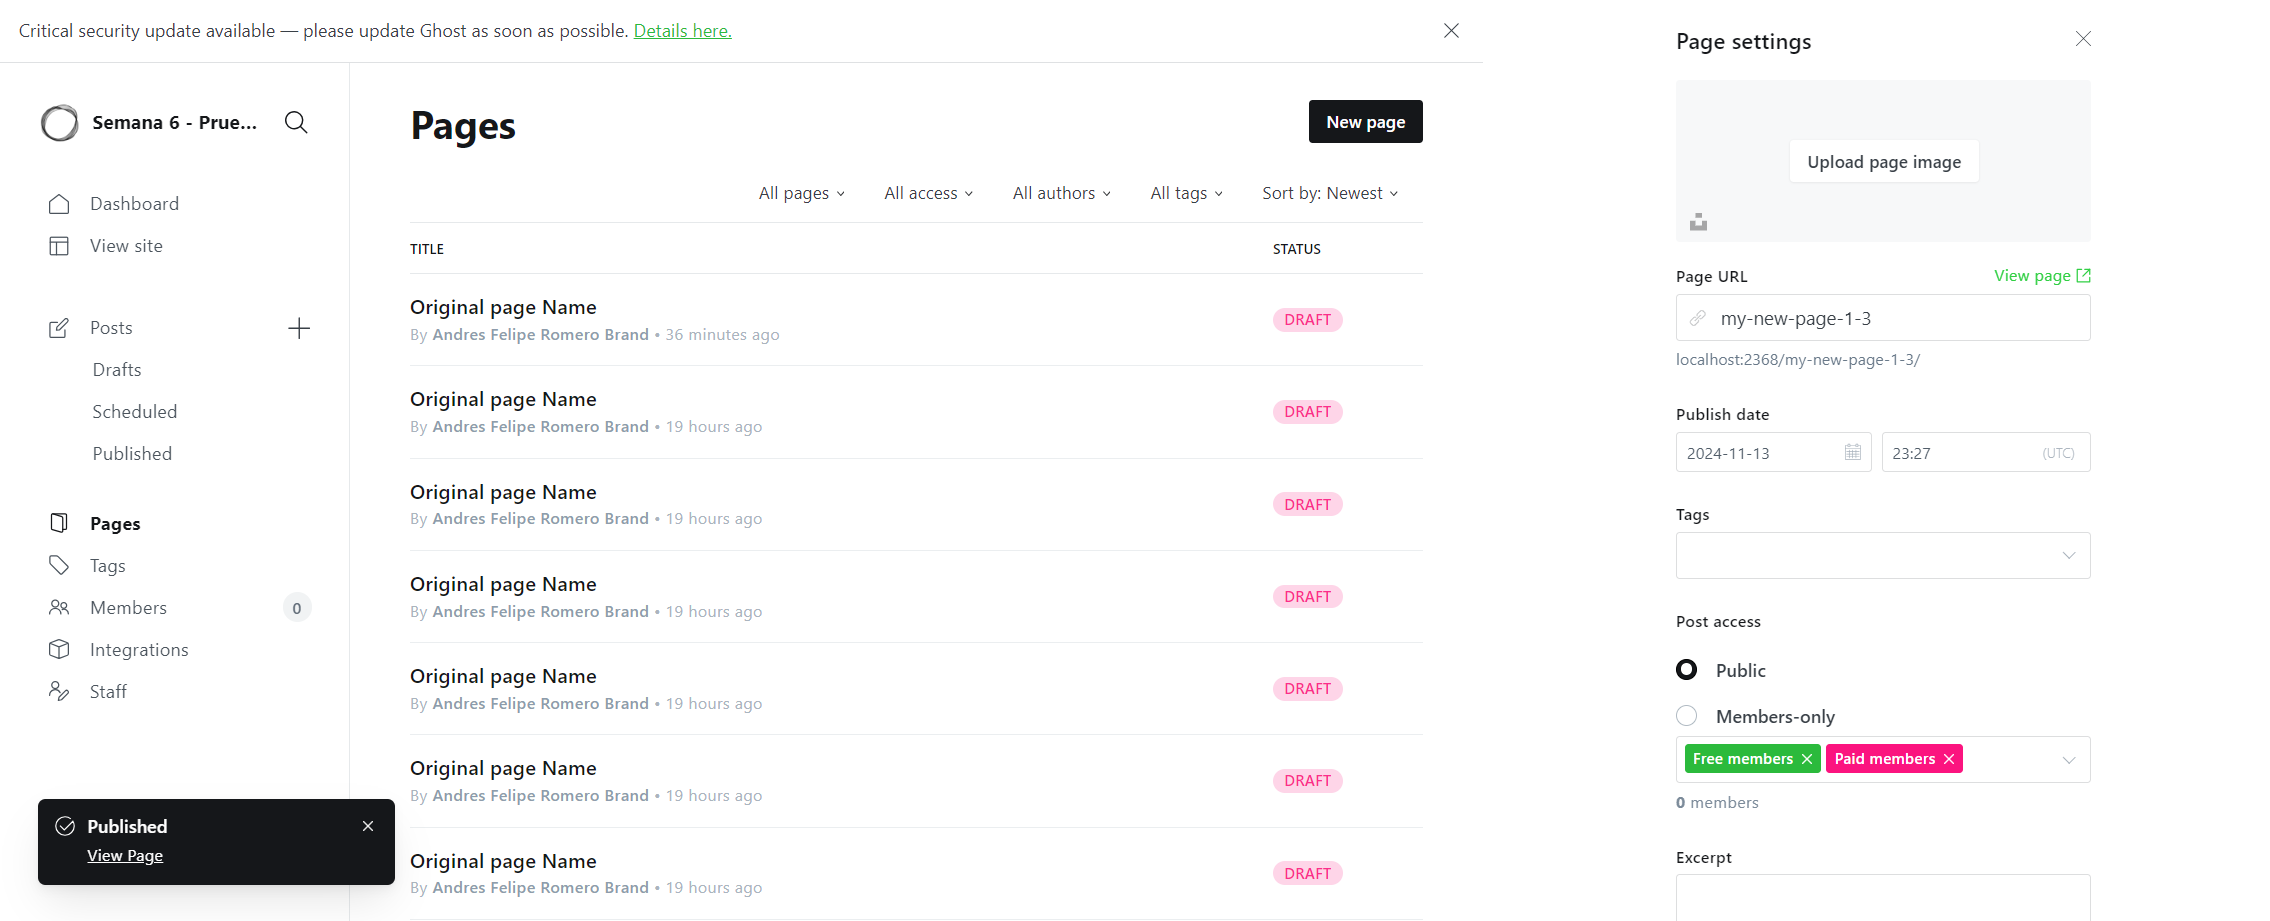 Critical security update available — please update Ghost as soon as possible. Details here.
Semana 6 - Prue...
Dashboard
View site
Posts
Drafts
Scheduled
Published
Pages
Tags
Members 0
Integrations
Staff
Published
View Page
Pages
New page
All pages All access All authors All tags Sort by: Newest
TITLE STATUS
Original page Name
By Andres Felipe Romero Brand • 36 minutes ago
DRAFT
Original page Name
By Andres Felipe Romero Brand • 19 hours ago
DRAFT
Original page Name
By Andres Felipe Romero Brand • 19 hours ago
DRAFT
Original page Name
By Andres Felipe Romero Brand • 19 hours ago
DRAFT
Original page Name
By Andres Felipe Romero Brand • 19 hours ago
DRAFT
Original page Name
By Andres Felipe Romero Brand • 19 hours ago
DRAFT
Original page Name
By Andres Felipe Romero Brand • 19 hours ago
DRAFT
Page settings
Upload page image
Page URL View page
my-new-page-1-3
localhost:2368/my-new-page-1-3/
Publish date
2024-11-13 23:27 (UTC)
Tags
Post access
Public
Members-only
Free members Paid members
0 members
Excerpt